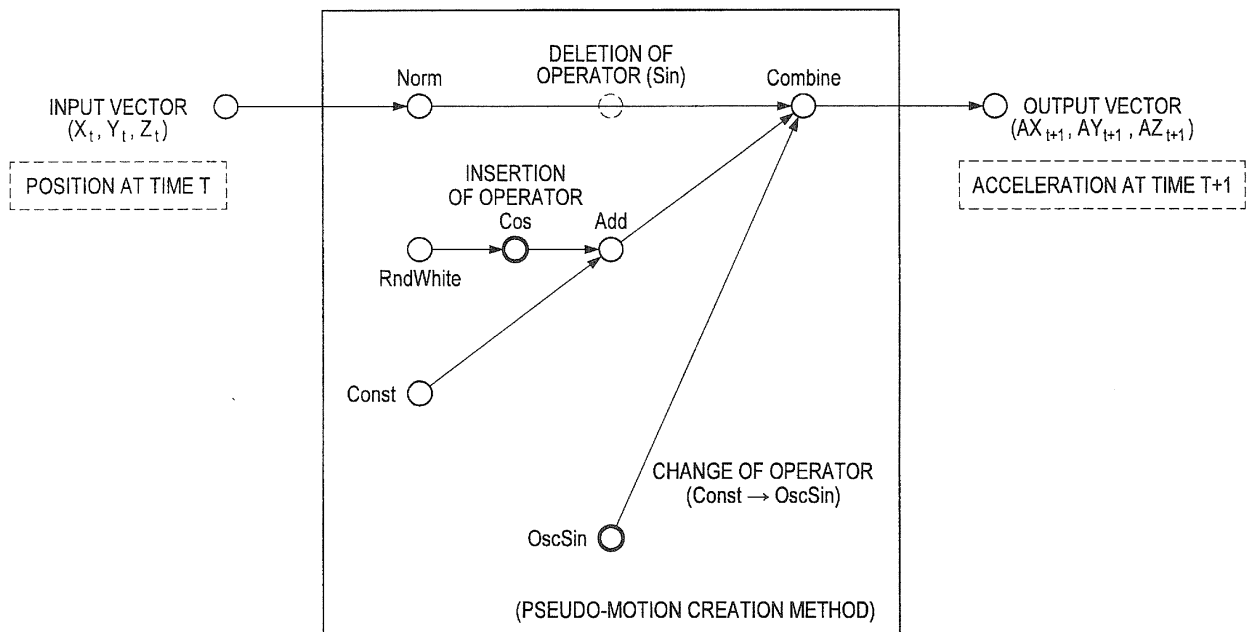 DELETION OF
OPERATOR (Sin)
Norm
Combine
INPUT VECTOR
(Xt, Yt, Zt)
OUTPUT VECTOR
(AXt+1, AYt+1, AZt+1)
POSITION AT TIME T
ACCELERATION AT TIME T+1
INSERTION
OF OPERATOR
Cos
Add
RndWhite
Const
CHANGE OF OPERATOR
(Const → OscSin)
OscSin
(PSEUDO-MOTION CREATION METHOD)